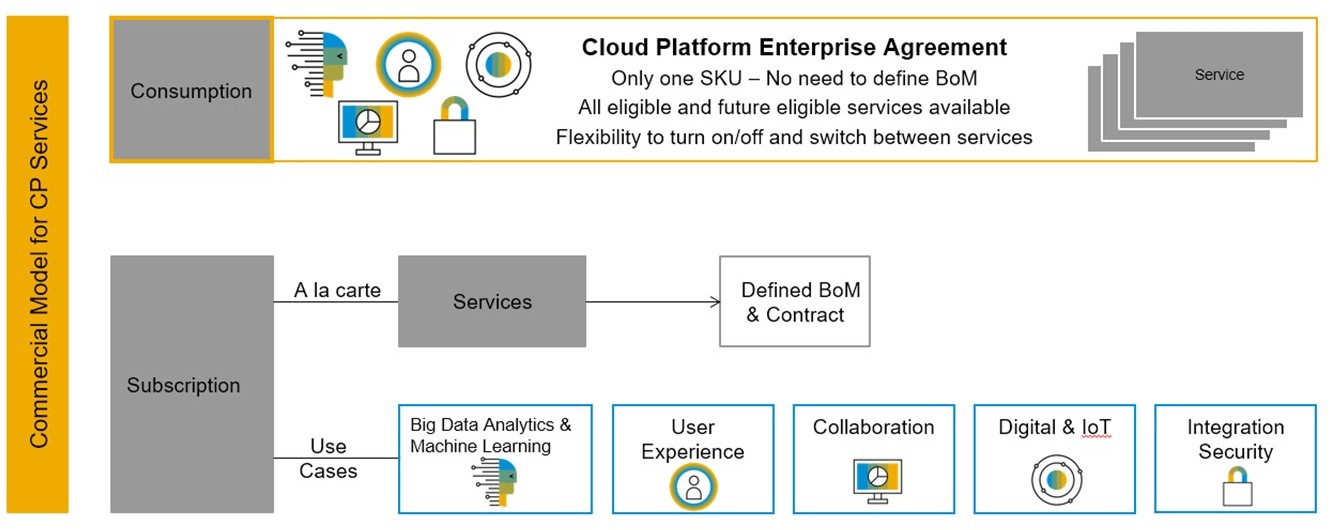 Commercial Model for CP Services
Consumption
Cloud Platform Enterprise Agreement
Only one SKU – No need to define BoM
All eligible and future eligible services available
Flexibility to turn on/off and switch between services
Service
Subscription
A la carte
Services
Defined BoM
& Contract
Use
Cases
Big Data Analytics &
Machine Learning
User
Experience
Collaboration
Digital & IoT
Integration
Security